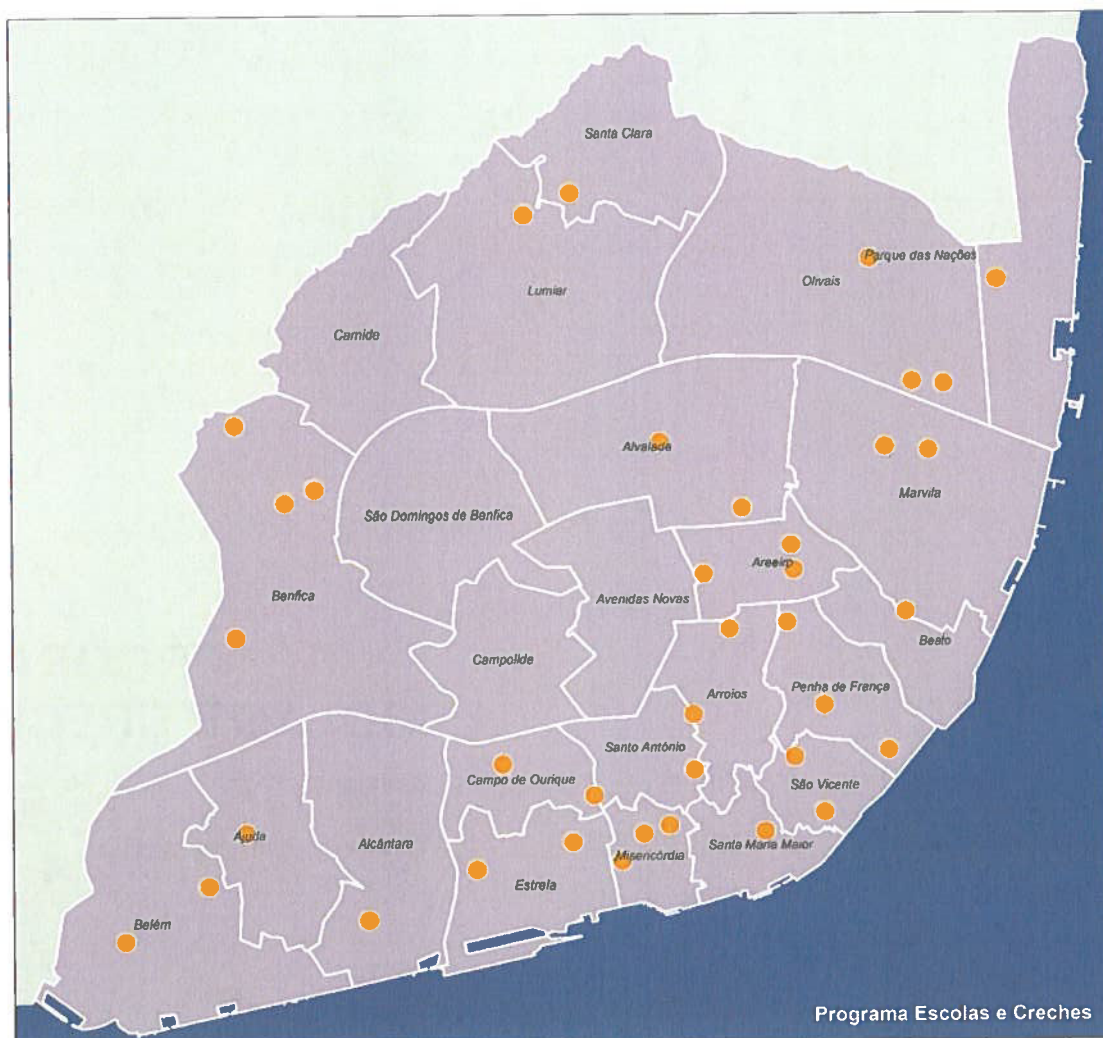 Santa Clara
Parque das Nações
Olivais
Lumiar
Carnide
Alvalade
Marvila
São Domingos de Benfica
Areeiro
Avenidas Novas
Benfica
Beato
Campolide
Penha de França
Arroios
Santo António
Campo de Ourique
São Vicente
Ajuda
Alcântara
Santa Maria Maior
Misericórdia
Estrela
Belém
Programa Escolas e Creches